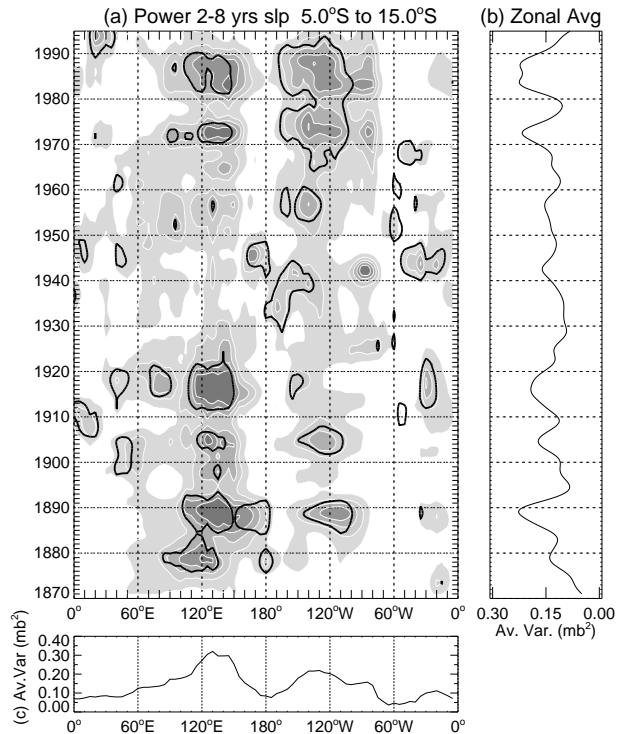 (a) Power 2-8 yrs slp 5.0°S to 15.0°S
(b) Zonal Avg
1990
1980
1970
1960
1950
1940
1930
1920
1910
1900
1890
1880
1870
0° 60°E 120°E 180° 120°W 60°W 0°
0.30 0.15 0.00
Av. Var. (mb²)
(c) Av.Var (mb²)
0.40
0.30
0.20
0.10
0.00
0° 60°E 120°E 180° 120°W 60°W 0°